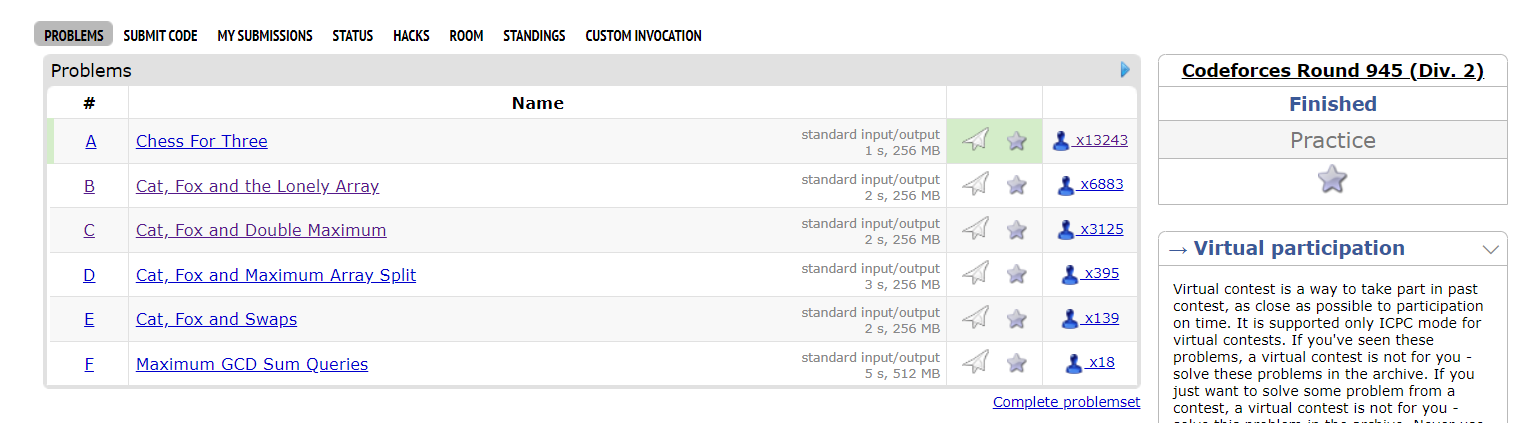 PROBLEMS SUBMIT CODE MY SUBMISSIONS STATUS HACKS ROOM STANDINGS CUSTOM INVOCATION
Problems
# Name
A Chess For Three standard input/output x13243
1 s, 256 MB
B Cat, Fox and the Lonely Array standard input/output x6883
2 s, 256 MB
C Cat, Fox and Double Maximum standard input/output x3125
2 s, 256 MB
D Cat, Fox and Maximum Array Split standard input/output x395
3 s, 256 MB
E Cat, Fox and Swaps standard input/output x139
2 s, 256 MB
F Maximum GCD Sum Queries standard input/output x18
5 s, 512 MB
Complete problemset
Codeforces Round 945 (Div. 2)
Finished
Practice
→ Virtual participation
Virtual contest is a way to take part in past
contest, as close as possible to participation
on time. It is supported only ICPC mode for
virtual contests. If you've seen these
problems, a virtual contest is not for you -
solve these problems in the archive. If you
just want to solve some problem from a
contest, a virtual contest is not for you -
solve this problem in the archive. Never use